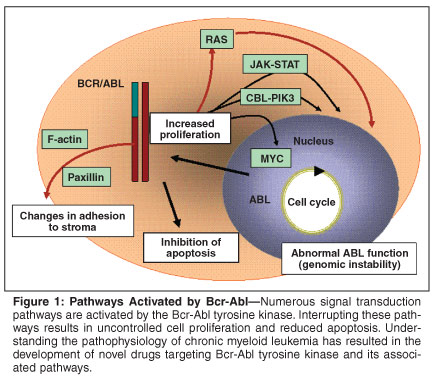 RAS
JAK-STAT
BCR/ABL
CBL-PIK3
Increased
proliferation
F-actin
Nucleus
MYC
Paxillin
ABL
Cell cycle
Changes in adhesion
to stroma
Inhibition of
apoptosis
Abnormal ABL function
(genomic instability)
Figure 1: Pathways Activated by Bcr-Abl—Numerous signal transduction
pathways are activated by the Bcr-Abl tyrosine kinase. Interrupting these path-
ways results in uncontrolled cell proliferation and reduced apoptosis. Under-
standing the pathophysiology of chronic myeloid leukemia has resulted in the
development of novel drugs targeting Bcr-Abl tyrosine kinase and its associ-
ated pathways.